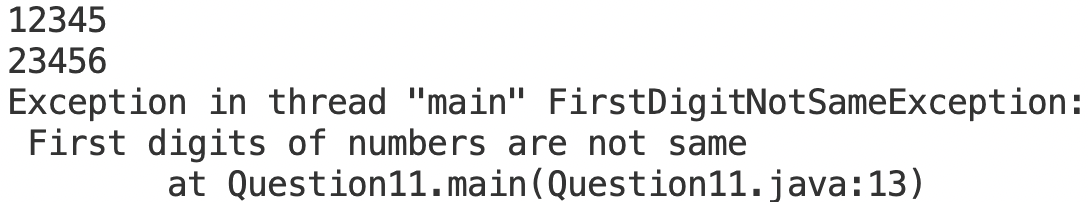 12345
23456
Exception in thread "main" FirstDigitNotSameException:
First digits of numbers are not same
at Question11.main(Question11.java:13)